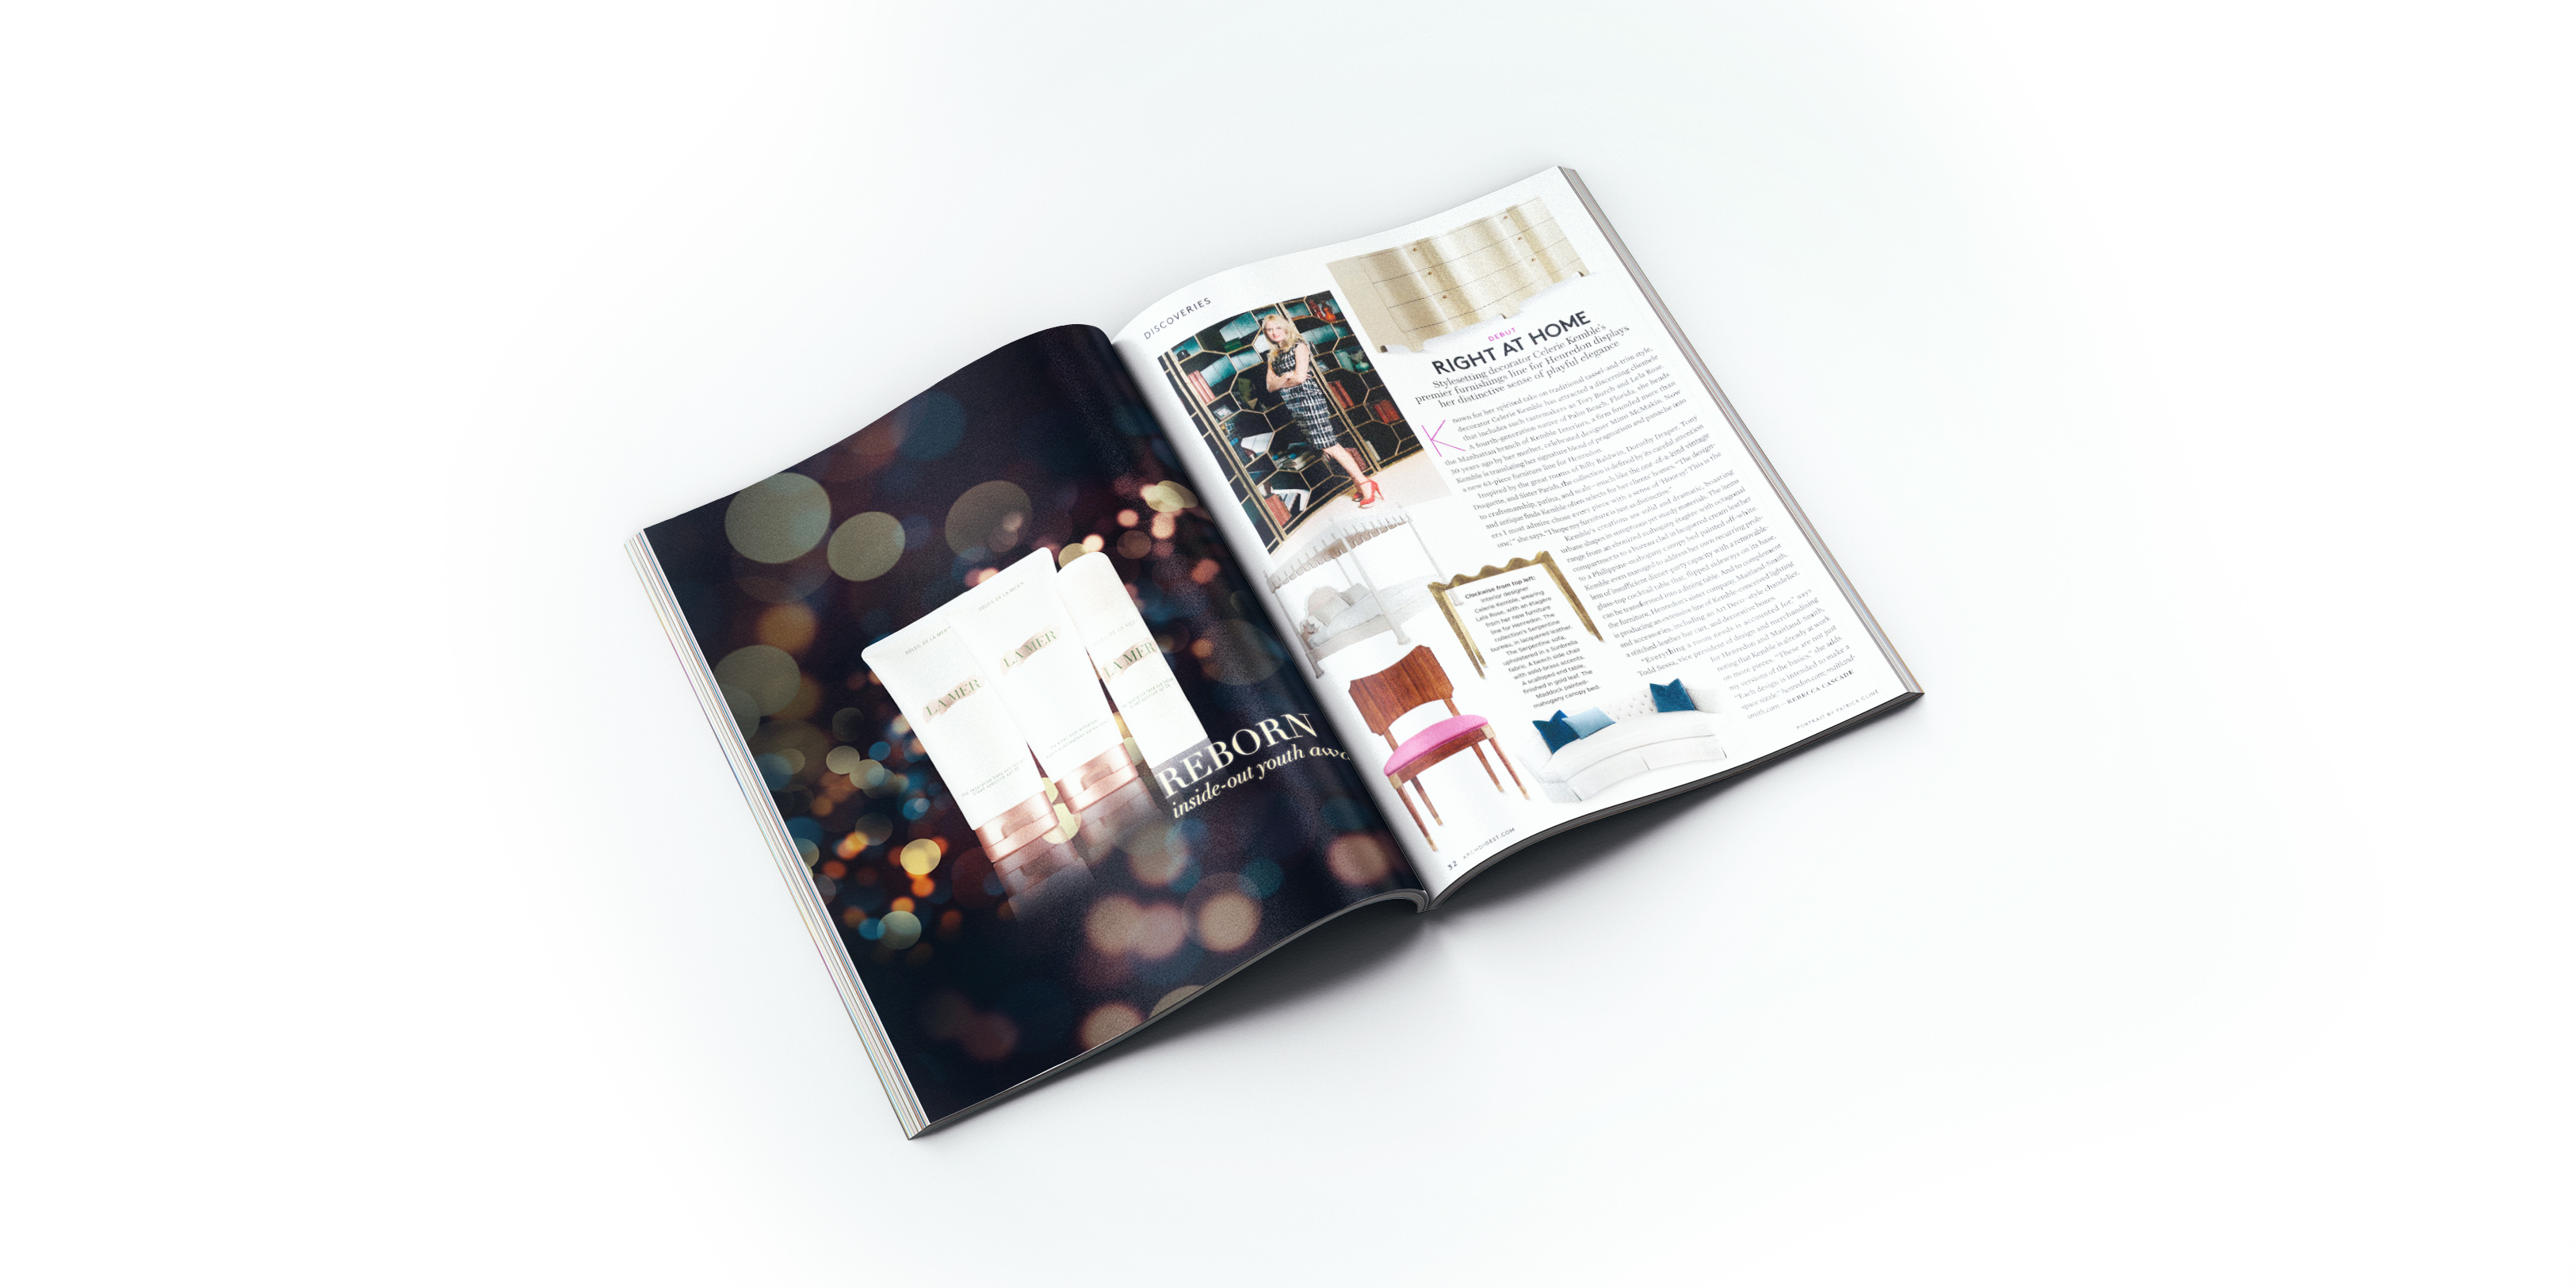 SOLEIL DE LA MER™
LA MER
SOLEIL DE LA MER™
LA MER
LA MER
REBORN
inside-out youth awa
DISCOVERIES
DEBUT
RIGHT AT HOME
Stylesetting decorator Celerie Kemble's
premier furnishings line for Henredon displays
her distinctive sense of playful elegance
Known for her spirited take on traditional tassel-and-trim style,
decorator Celerie Kemble has attracted a discerning clientele
that includes such tastemakers as Tory Burch and Lela Rose.
A fourth-generation native of Palm Beach, Florida, she heads
the Manhattan branch of Kemble Interiors, a firm founded more than
30 years ago by her mother, celebrated designer Mimi McMakin. Now
Kemble is translating her signature blend of pragmatism and panache into
a new 63-piece furniture line for Henredon.
Inspired by the great rooms of Billy Baldwin, Dorothy Draper, Tony
Duquette, and Sister Parish, the collection is defined by its careful attention
to craftsmanship, patina, and scale—much like the one-of-a-kind vintage
and antique finds Kemble often selects for her clients' homes. "The design-
ers I most admire chose every piece with a sense of 'Hooray! This is the
one,'" she says. "I hope my furniture is just as distinctive."
Kemble's creations are solid and dramatic, boasting
urbane shapes in sumptuous yet sturdy materials. The items
range from an ebonized mahogany étagère with octagonal
compartments to a bureau clad in lacquered crown leather
to a Philippine-mahogany canopy bed painted off-white.
Kemble even managed to address her own recurring prob-
lem of insufficient dinner-party capacity with a removable-
glass-top cocktail table that, flipped sideways on its base,
can be transformed into a dining table. And to complement
the furniture, Henredon's sister company, Maitland-Smith,
is producing an extensive line of Kemble-conceived lighting
and accessories, including an Art Deco–style chandelier,
a stitched-leather bar cart, and decorative boxes.
"Everything a room needs is accounted for," says
Todd Sessa, vice president of design and merchandising
for Henredon and Maitland-Smith,
noting that Kemble is already at work
on more pieces. "These are not just
my versions of the basics," she adds.
"Each design is intended to make a
space sizzle." henredon.com, maitland-
smith.com —REBECCA CASCADE
Clockwise from top left:
Interior designer
Celerie Kemble, wearing
Lela Rose, with an étagère
from her new furniture
line for Henredon. The
collection's Serpentine
bureau, in lacquered leather.
The Serpentine sofa,
upholstered in a Sunbrella
fabric. A beech side chair
with solid-brass accents.
A scalloped end table,
finished in gold leaf. The
Maddock painted-
mahogany canopy bed.
32 ARCHDIGEST.COM
PORTRAIT BY PATRICK CLINE